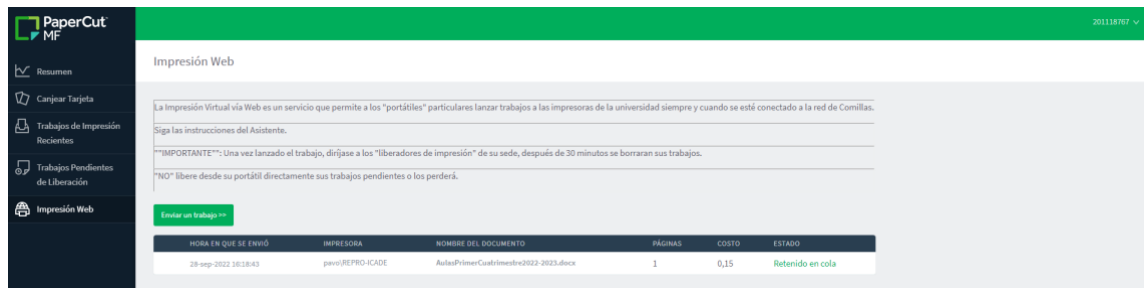 PaperCut
MF
201118767
Resumen
Canjear Tarjeta
Trabajos de Impresión
Recientes
Trabajos Pendientes
de Liberación
Impresión Web
Impresión Web
La Impresión Virtual vía Web es un servicio que permite a los "portátiles" particulares lanzar trabajos a las impresoras de la universidad siempre y cuando se esté conectado a la red de Comillas.
Siga las instrucciones del Asistente.
""IMPORTANTE"": Una vez lanzado el trabajo, diríjase a los "liberadores de impresión" de su sede, después de 30 minutos se borraran sus trabajos.
"NO" libere desde su portátil directamente sus trabajos pendientes o los perderá.
Enviar un trabajo >>
HORA EN QUE SE ENVIÓ IMPRESORA NOMBRE DEL DOCUMENTO PÁGINAS COSTO ESTADO
28-sep-2022 16:18:43 pavo\REPRO-ICADE AulasPrimerCuatrimestre2022-2023.docx 1 0,15 Retenido en cola